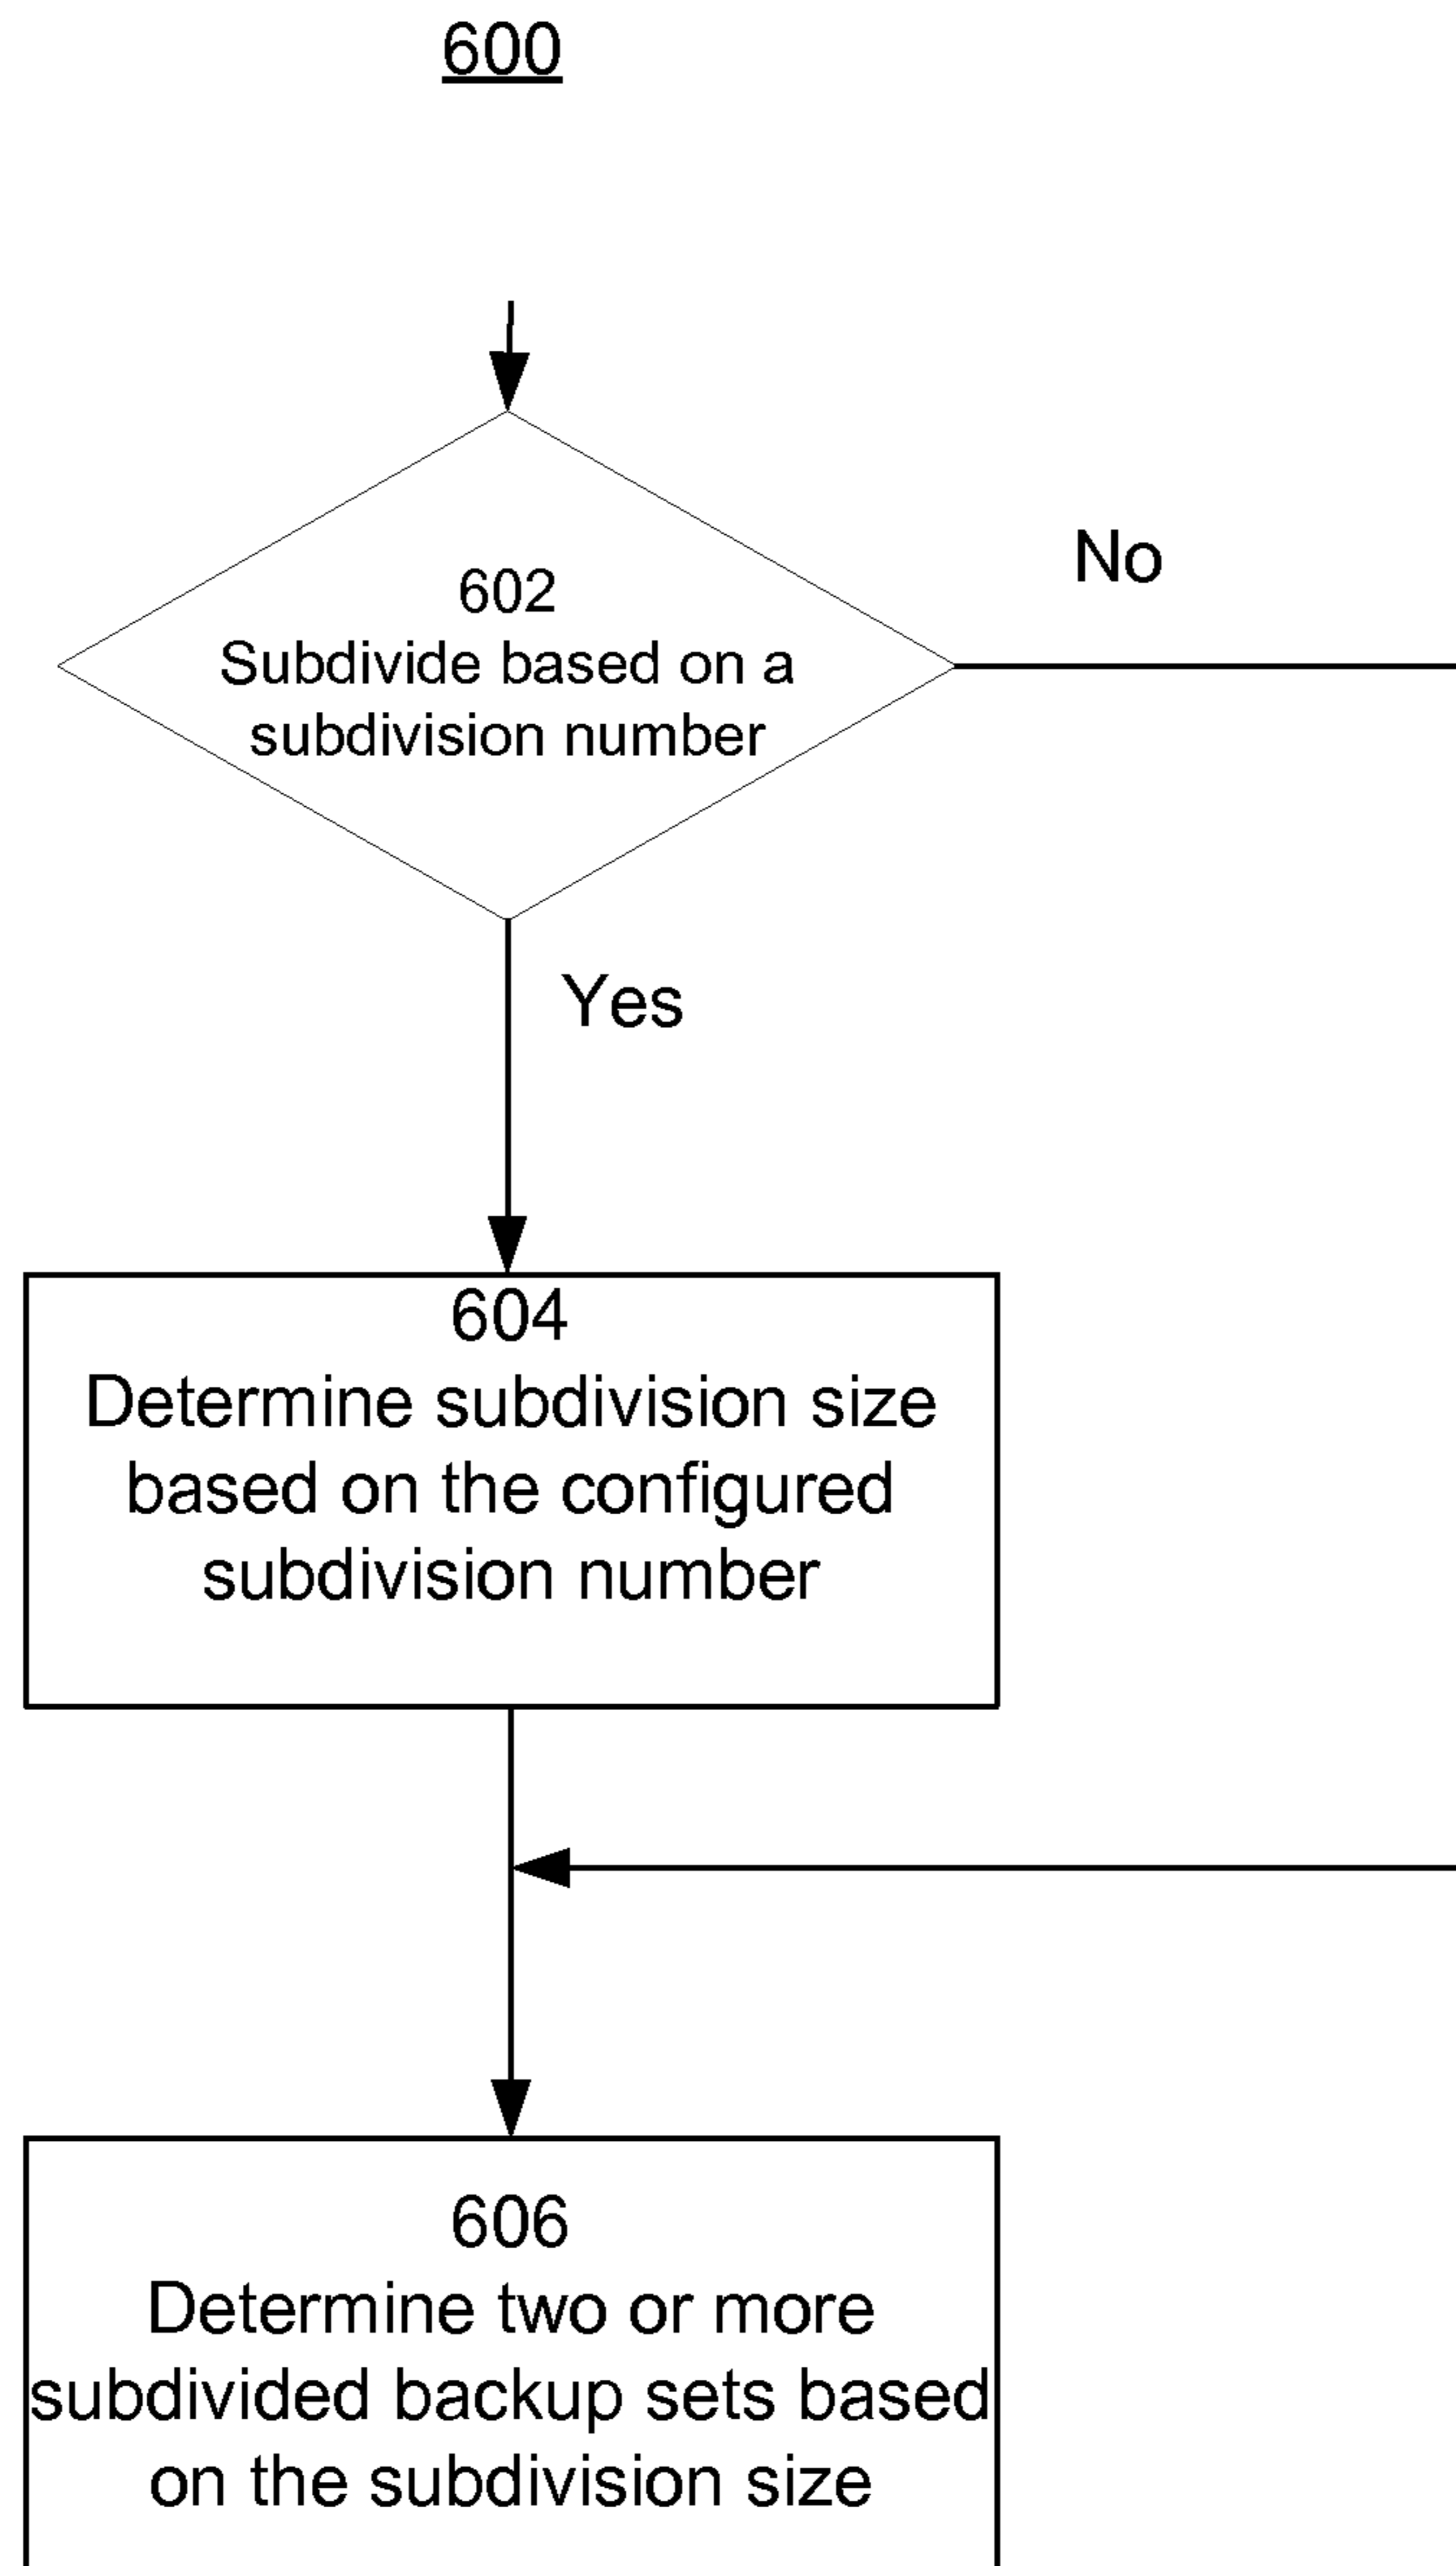 600
602
Subdivide based on a
subdivision number
No
Yes
604
Determine subdivision size
based on the configured
subdivision number
606
Determine two or more
subdivided backup sets based
on the subdivision size